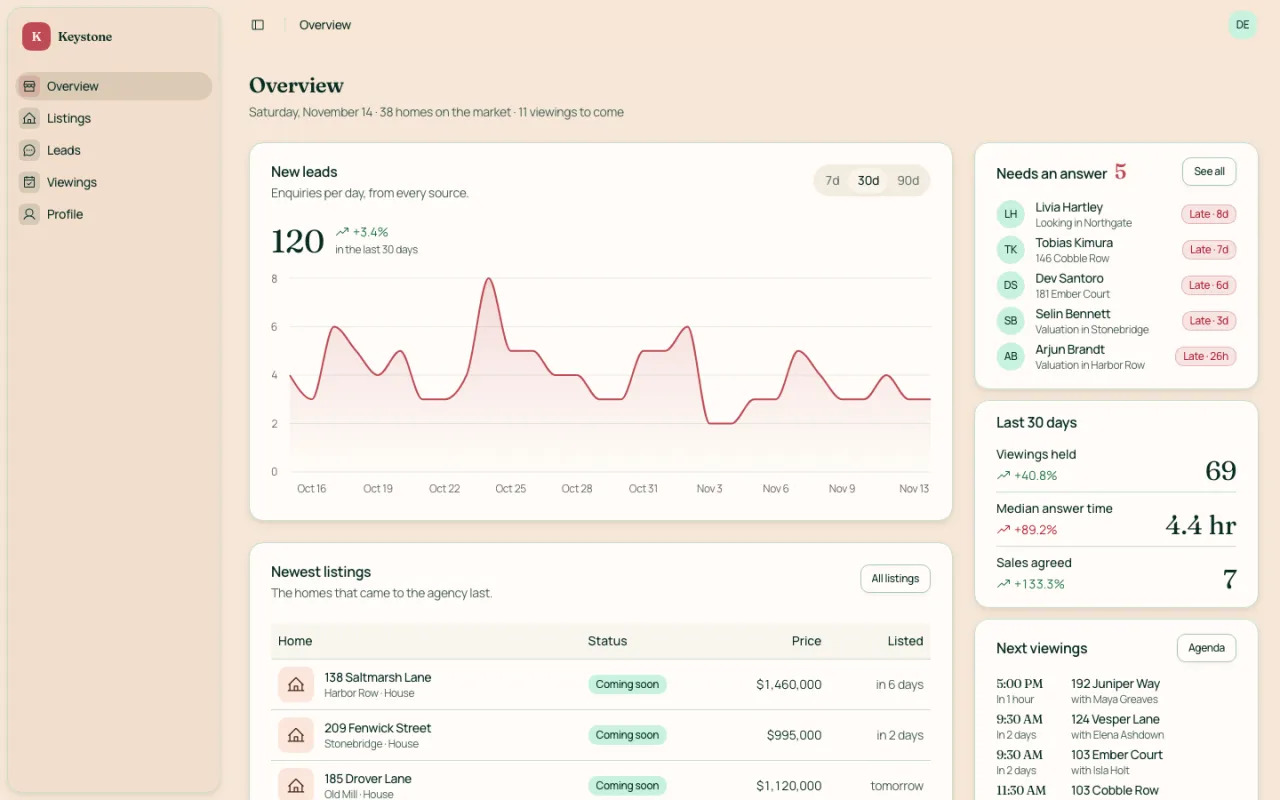 K Keystone
Overview
Listings
Leads
Viewings
Profile
Overview
DE
Overview
Saturday, November 14 · 38 homes on the market · 11 viewings to come
New leads
Enquiries per day, from every source.
7d 30d 90d
120
+3.4%
in the last 30 days
8
6
4
2
0
Oct 16 Oct 19 Oct 22 Oct 25 Oct 28 Oct 31 Nov 3 Nov 6 Nov 9 Nov 13
Needs an answer 5
See all
LH Livia Hartley Late · 8d
Looking in Northgate
TK Tobias Kimura Late · 7d
146 Cobble Row
DS Dev Santoro Late · 6d
181 Ember Court
SB Selin Bennett Late · 3d
Valuation in Stonebridge
AB Arjun Brandt Late · 26h
Valuation in Harbor Row
Last 30 days
Viewings held
+40.8%
69
Median answer time
+89.2%
4.4 hr
Sales agreed
+133.3%
7
Newest listings
The homes that came to the agency last.
All listings
Home Status Price Listed
138 Saltmarsh Lane Coming soon $1,460,000 in 6 days
Harbor Row · House
209 Fenwick Street Coming soon $995,000 in 2 days
Stonebridge · House
185 Drover Lane Coming soon $1,120,000 tomorrow
Old Mill · House
Next viewings
Agenda
5:00 PM 192 Juniper Way
In 1 hour with Maya Greaves
9:30 AM 124 Vesper Lane
In 2 days with Elena Ashdown
9:30 AM 103 Ember Court
In 2 days with Isla Holt
11:30 AM 103 Cobble Row